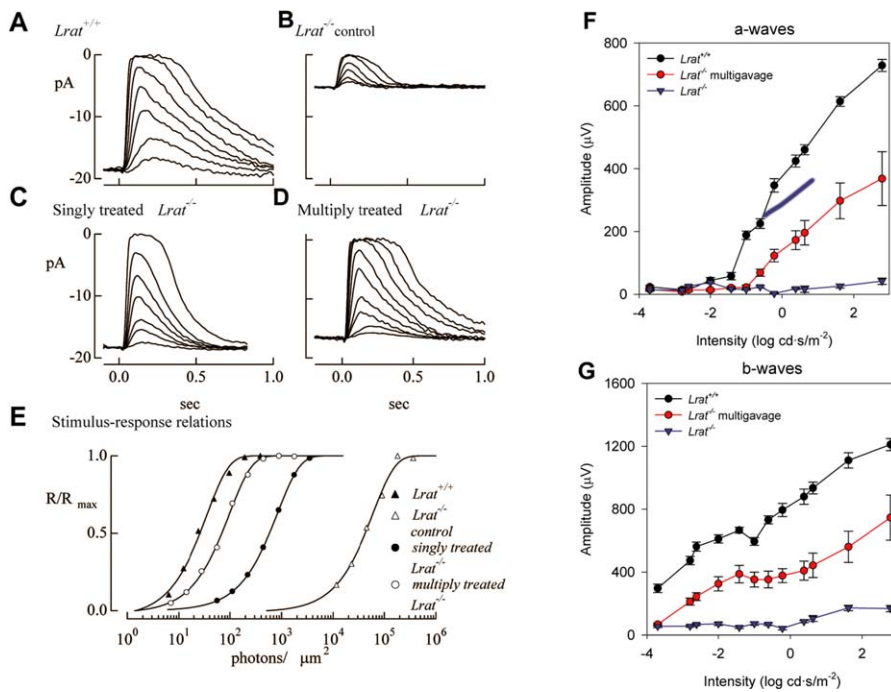 A
Lrat+/+
0
pA
-10
-20
B
Lrat-/- control
C
Singly treated Lrat-/-
0
pA
-10
-20
0.0 0.5 1.0
sec
D
Multiply treated Lrat-/-
0.0 0.5 1.0
sec
E
Stimulus-response relations
1.0
R/R max
0.5
0.0
10^0 10^1 10^2 10^3 10^4 10^5 10^6
photons/ μm^2
Lrat+/+
Lrat-/-
control
singly treated
Lrat-/-
multiply treated
Lrat-/-
F
a-waves
Lrat+/+
Lrat-/- multigavage
Lrat-/-
800
600
400
200
0
Amplitude (μV)
-4 -2 0 2
Intensity (log cd·s/m^-2)
G
b-waves
Lrat+/+
Lrat-/- multigavage
Lrat-/-
1600
1200
800
400
0
Amplitude (μV)
-4 -2 0 2
Intensity (log cd·s/m^-2)